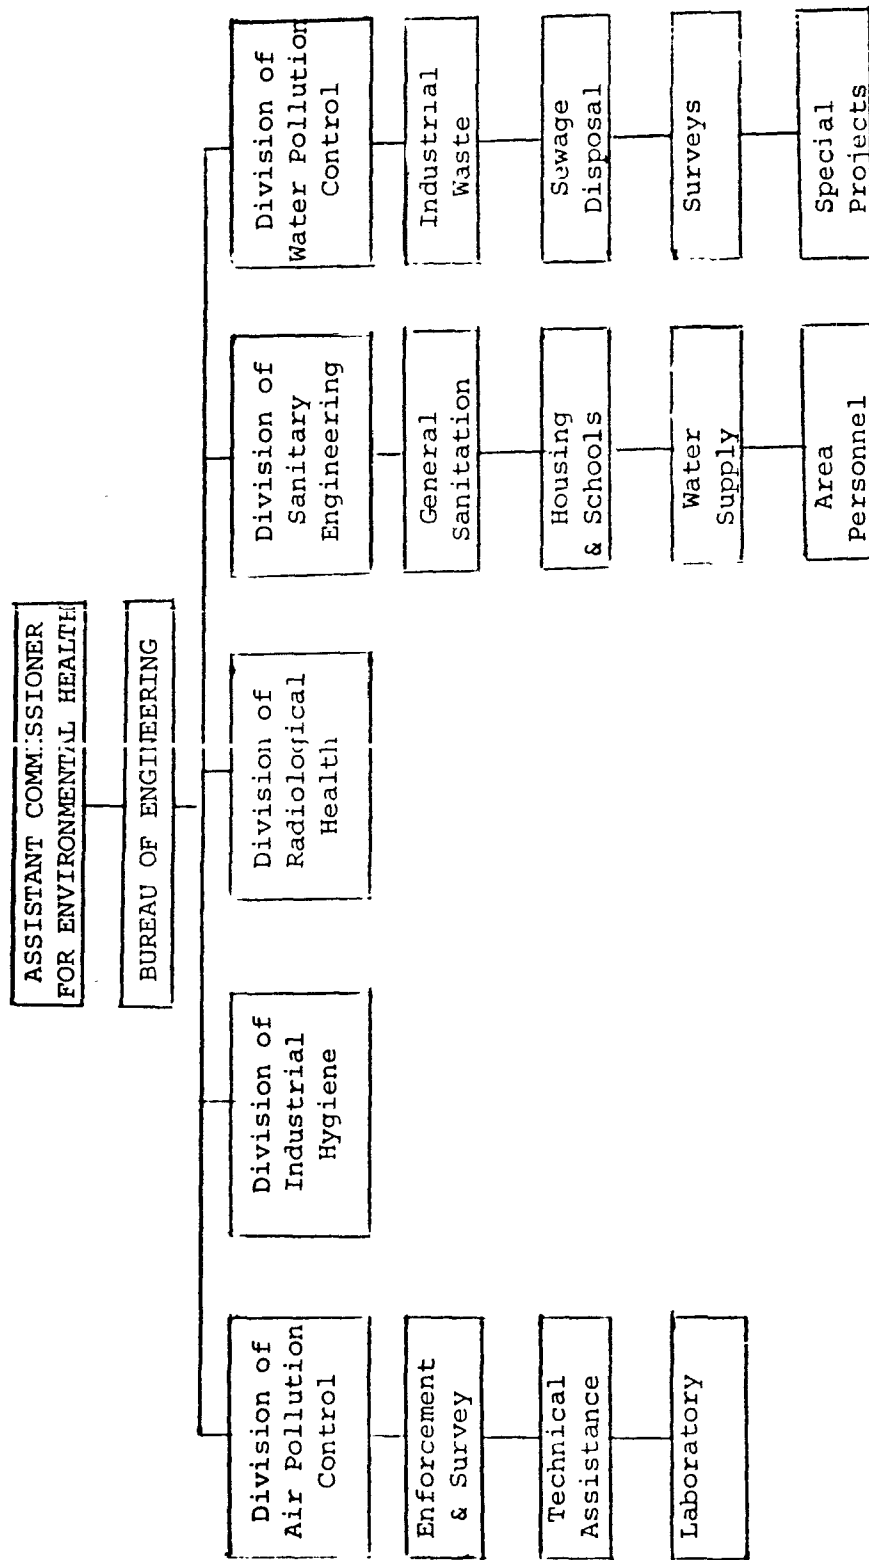 ASSISTANT COMMISSIONER
FOR ENVIRONMENTAL HEALTH
BUREAU OF ENGINEERING
Division of
Air Pollution
Control
Enforcement
& Survey
Technical
Assistance
Laboratory
Division of
Industrial
Hygiene
Division of
Radiological
Health
Division of
Sanitary
Engineering
General
Sanitation
Housing
& Schools
Water
Supply
Area
Personnel
Division of
Water Pollution
Control
Industrial
Waste
Sewage
Disposal
Surveys
Special
Projects